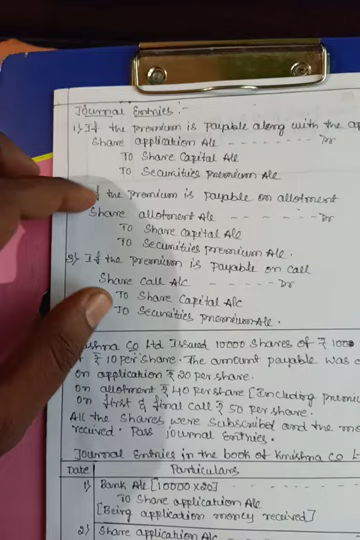 Journal Entries :-
1) If the premium is payable along with the
Share application A/c - - - - - - - - Dr
To Share Capital A/c
To Securities premium A/c
If the Premium is Payable on allotment
Share allotment A/c - - - - - - Dr
To Share Capital A/c
To Securities premium A/c.
3) If the premium is payable on call
Share Call A/c - - - - - - - Dr
To Share Capital A/c
To Securities premium A/c.
Co Ltd Issued 10000 shares of ₹ 100
₹ 10 per share. The amount payable was
on application ₹ 20 per share.
on allotment ₹ 40 per share [Including
on first & final call ₹ 50 per share.
All the shares were Subscribed and the
received. Pass journal Entries.
Journal Entries in the book of Krishna Co
Date Particulars
1) Bank A/c [10000 x 20]
To Share application A/c
[Being application money received]
2) Share application A/c